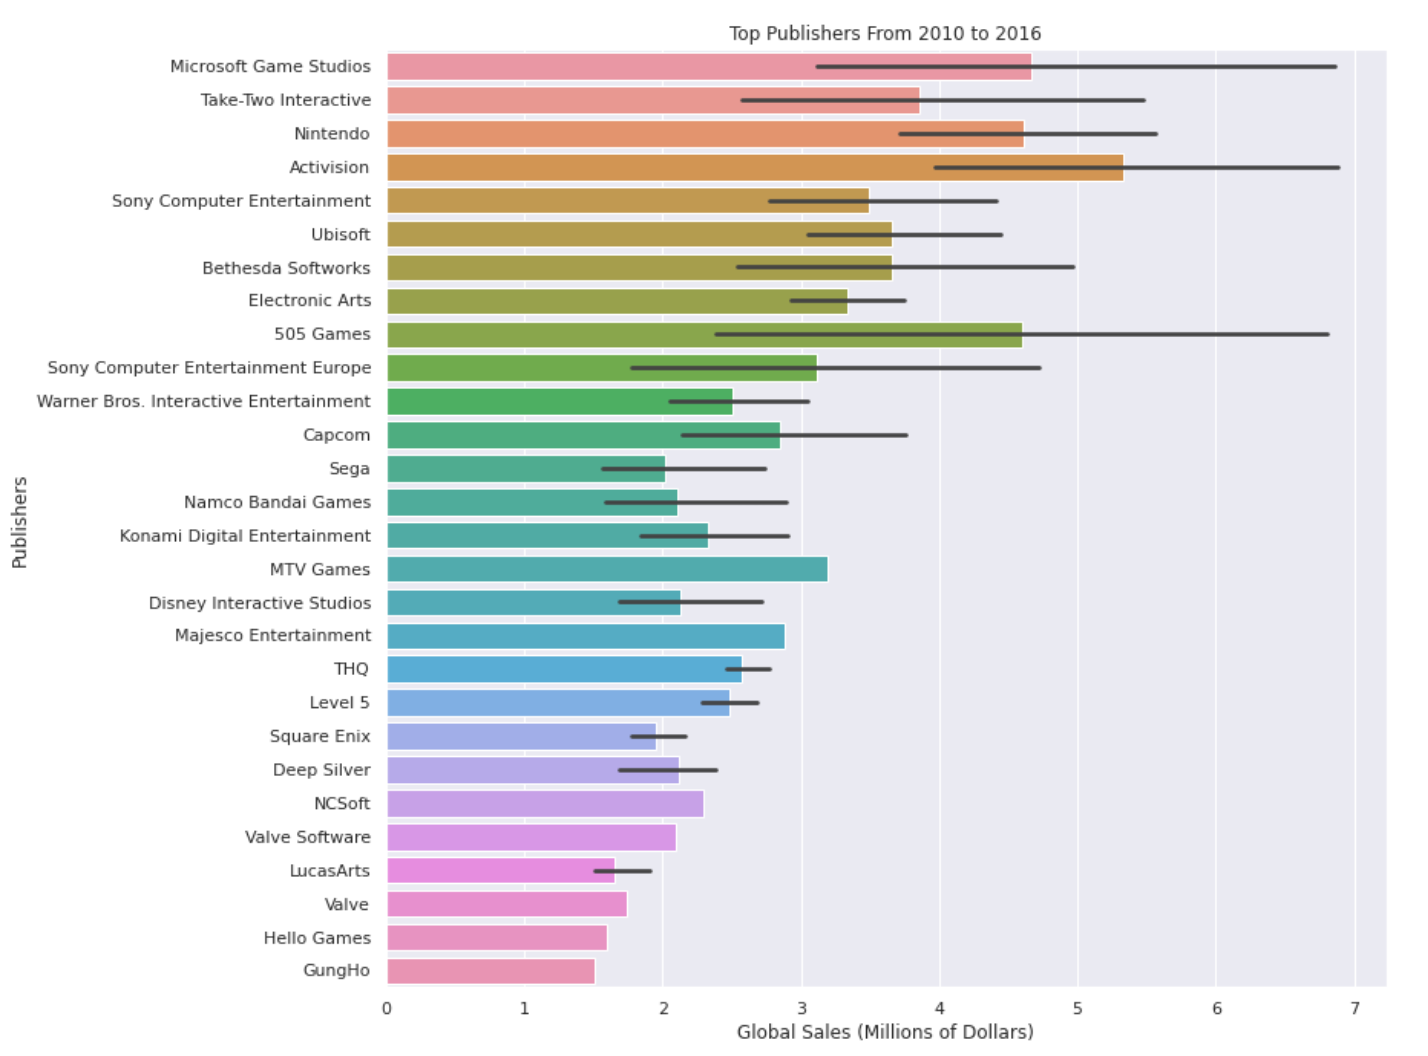 Top Publishers From 2010 to 2016
Microsoft Game Studios
Take-Two Interactive
Nintendo
Activision
Sony Computer Entertainment
Ubisoft
Bethesda Softworks
Electronic Arts
505 Games
Sony Computer Entertainment Europe
Warner Bros. Interactive Entertainment
Capcom
Sega
Namco Bandai Games
Konami Digital Entertainment
MTV Games
Disney Interactive Studios
Majesco Entertainment
THQ
Level 5
Square Enix
Deep Silver
NCSoft
Valve Software
LucasArts
Valve
Hello Games
GungHo
Publishers
0 1 2 3 4 5 6 7
Global Sales (Millions of Dollars)